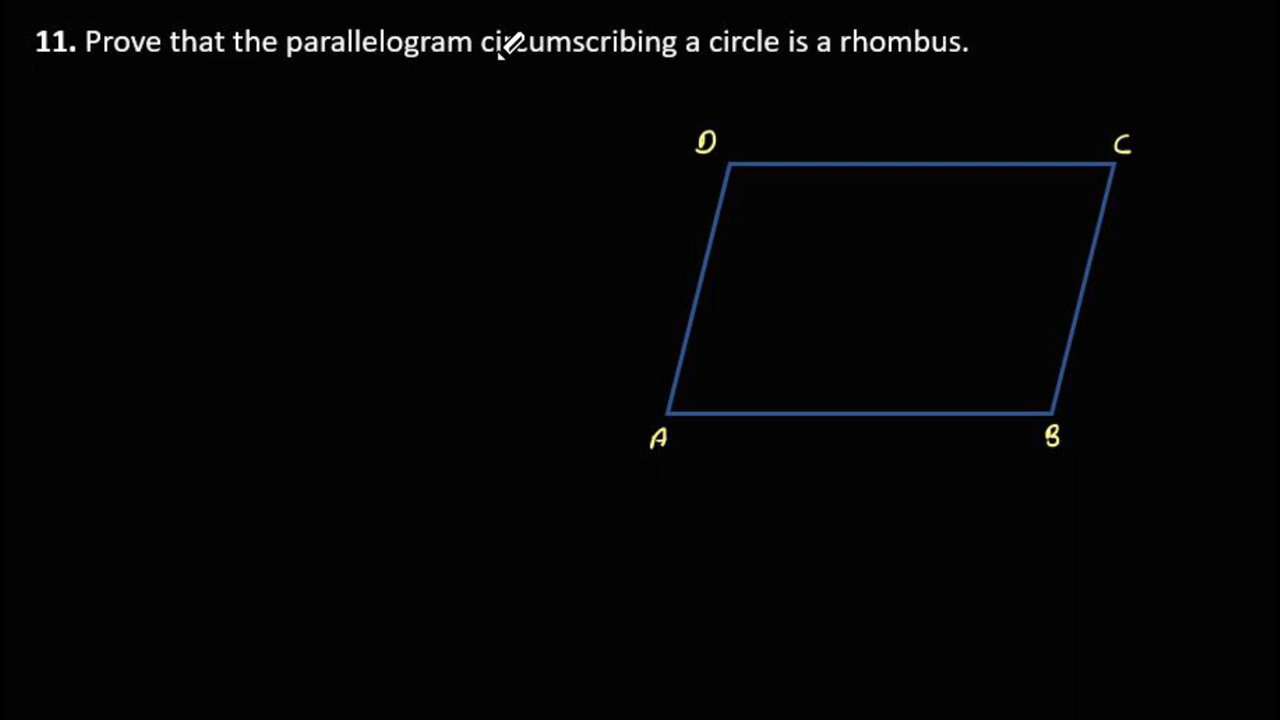 11. Prove that the parallelogram circumscribing a circle is a rhombus.
D C
A B